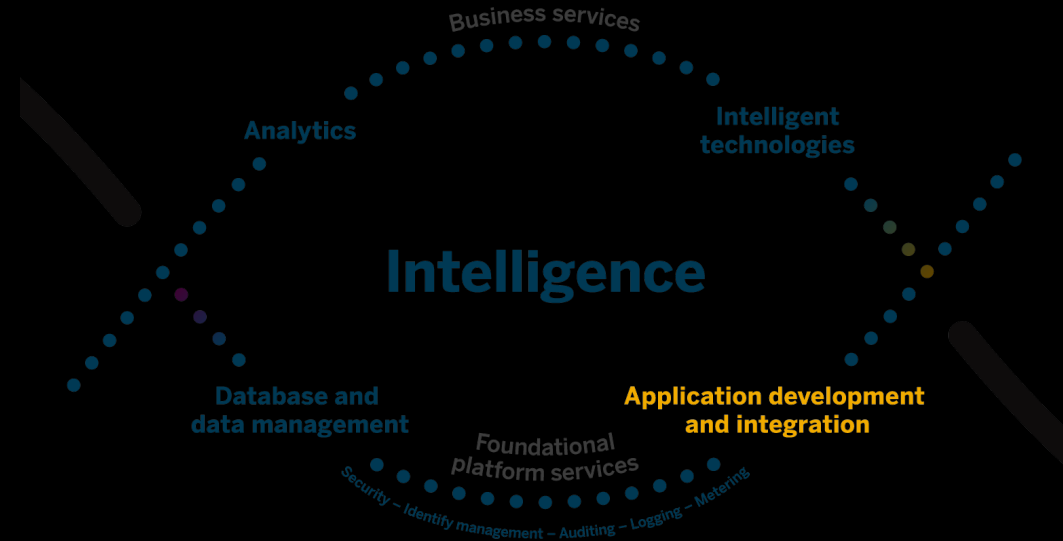 Business services
Analytics
Intelligent
technologies
Intelligence
Database and
data management
Application development
and integration
Foundational
platform services
Security – Identify management – Auditing – Logging – Metering